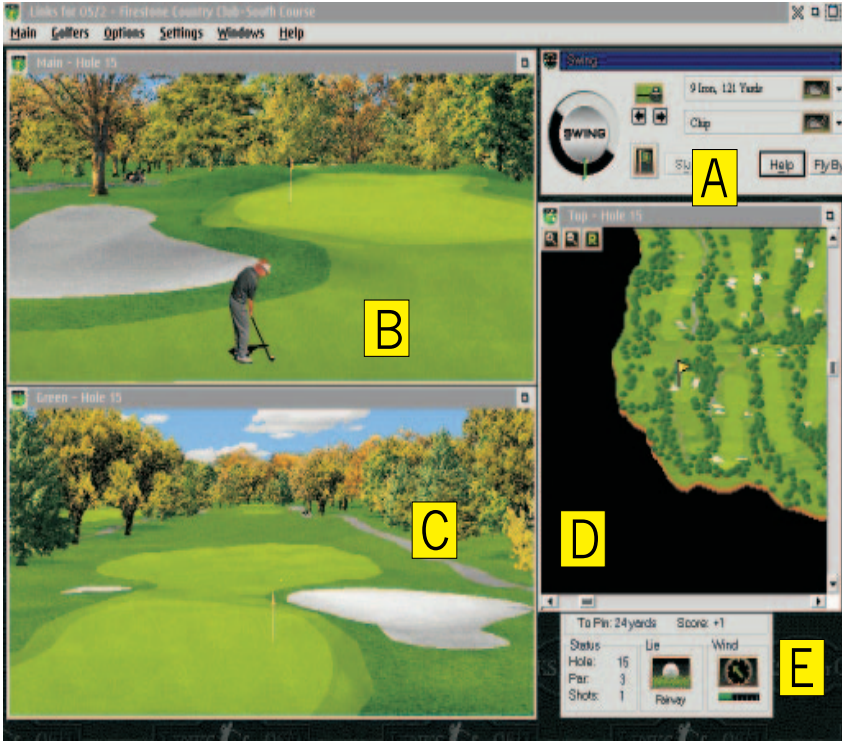 Links for OS/2 - Firestone Country Club-South Course
Main Golfers Options Settings Windows Help
Main - Hole 15
B
Green - Hole 15
C
Swing
9 Iron, 121 Yards
SWING
Chip
A
Help
Fly By
Top - Hole 15
R
D
To Pin: 24 yards Score: +1
Status Lie Wind
Hole: 15
Par: 3
Shots: 1
Fairway
E